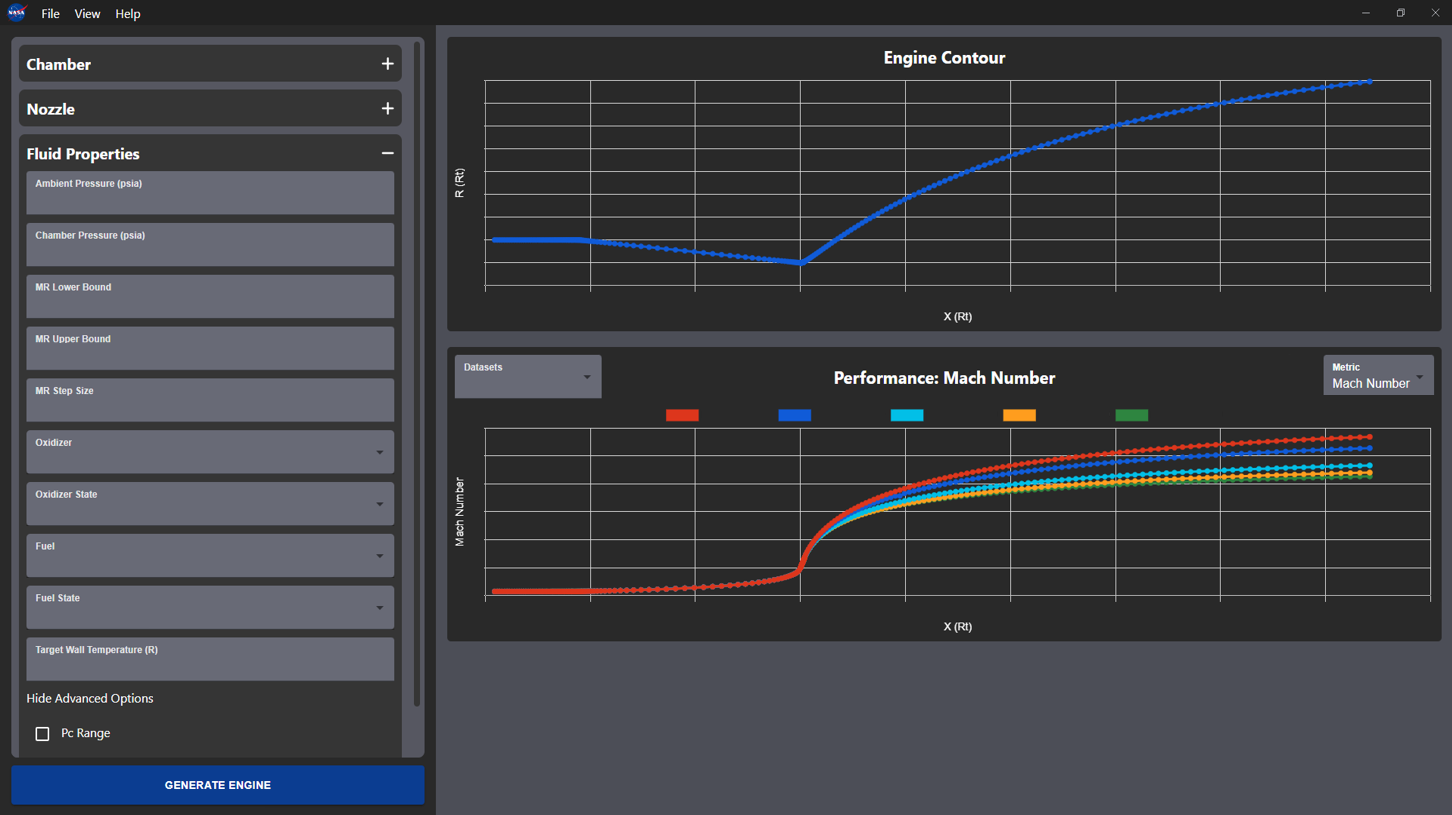 NASA File View Help
Chamber
Nozzle
Fluid Properties
Ambient Pressure (psia)
Chamber Pressure (psia)
MR Lower Bound
MR Upper Bound
MR Step Size
Oxidizer
Oxidizer State
Fuel
Fuel State
Target Wall Temperature (R)
Hide Advanced Options
Pc Range
GENERATE ENGINE
Engine Contour
R (Rt)
X (Rt)
Datasets
Performance: Mach Number
Metric
Mach Number
Mach Number
X (Rt)